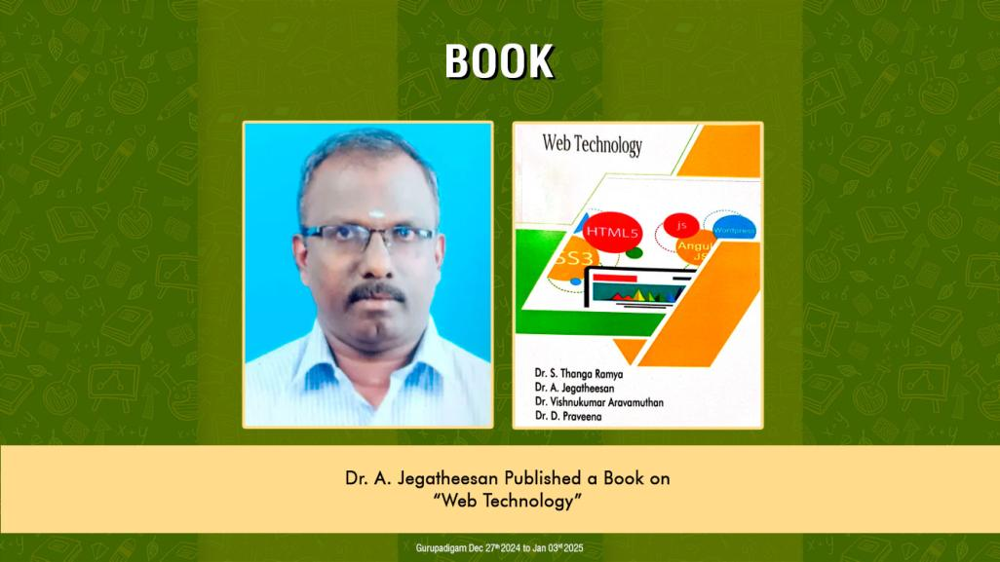 BOOK
Web Technology
HTML5
js
Wordpress
SS3
Angu
JS
Dr. S. Thanga Ramya
Dr. A. Jegatheesan
Dr. Vishnukumar Aravamuthan
Dr. D. Praveena
Dr. A. Jegatheesan Published a Book on
“Web Technology”
Gurupadigam Dec 27th 2024 to Jan 03rd 2025